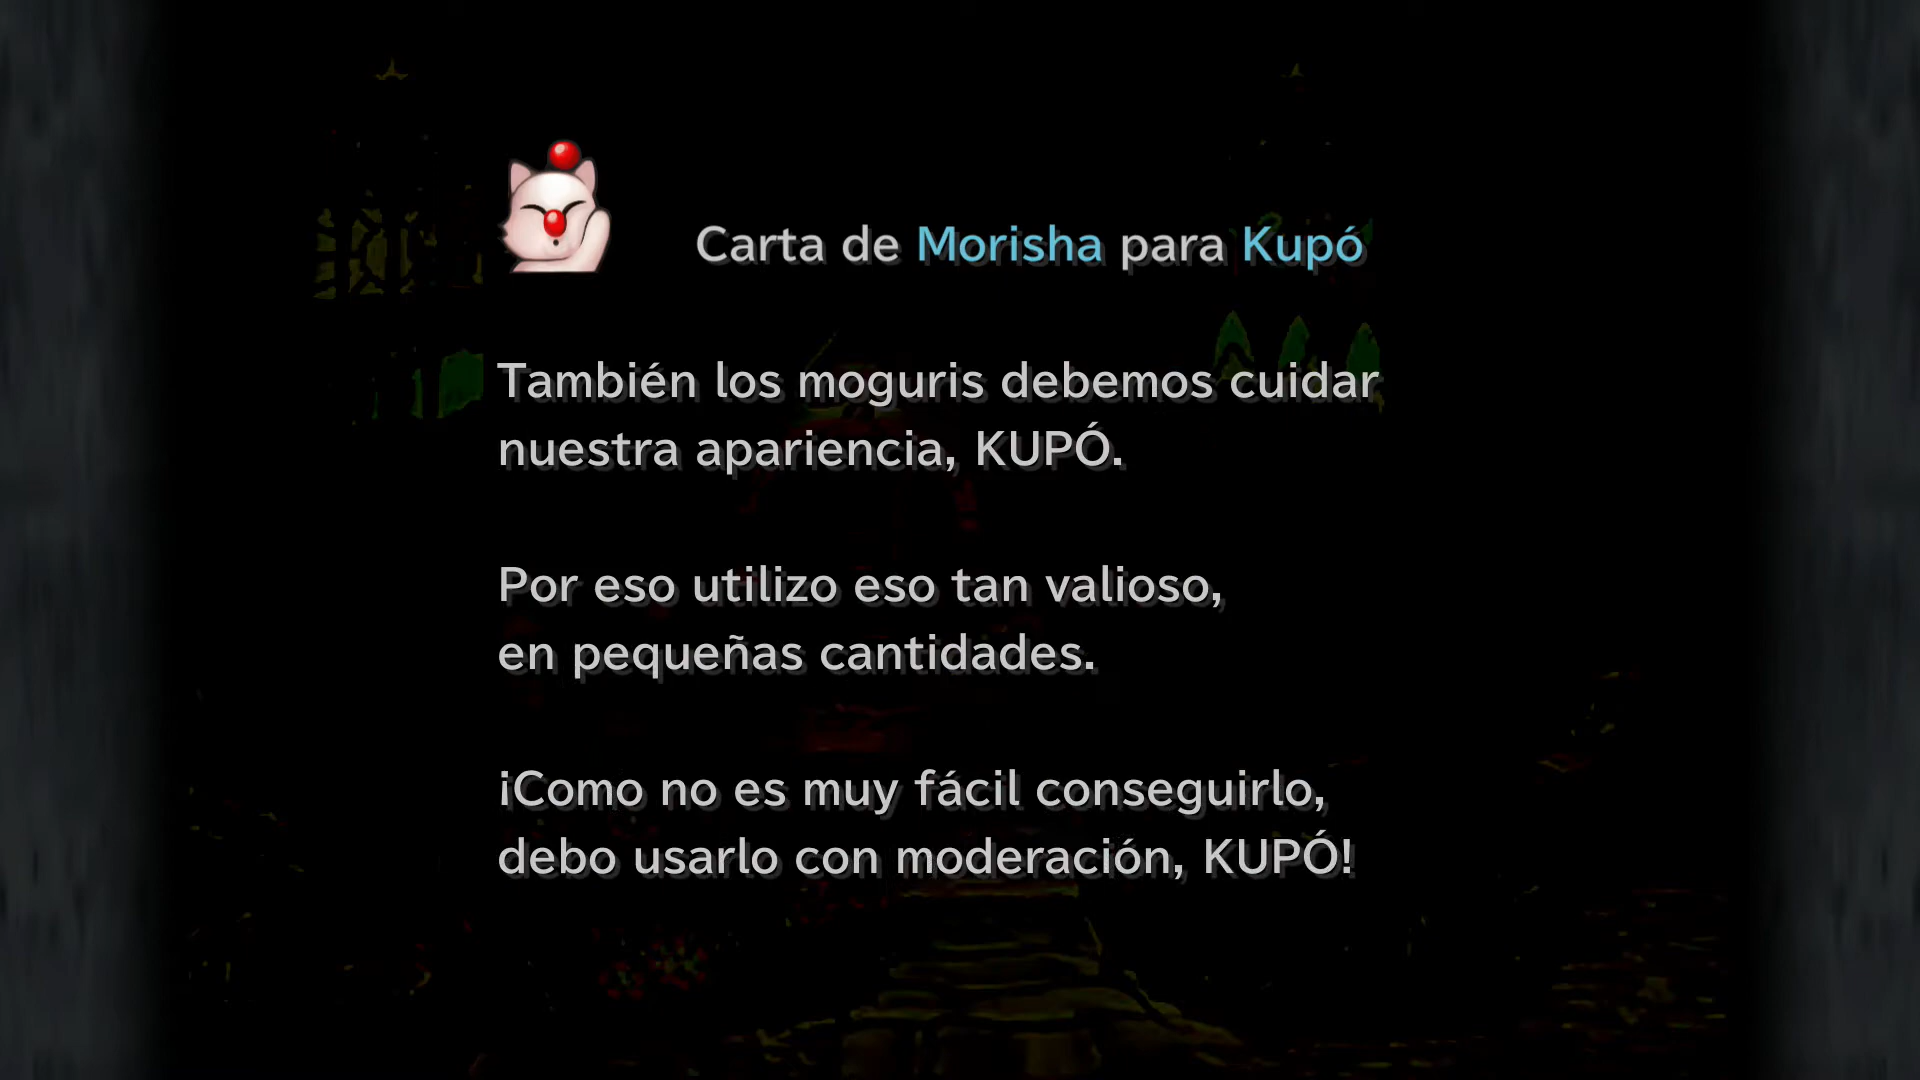 Carta de Morisha para Kupó
También los moguris debemos cuidar
nuestra apariencia, KUPÓ.
Por eso utilizo eso tan valioso,
en pequeñas cantidades.
¡Como no es muy fácil conseguirlo,
debo usarlo con moderación, KUPÓ!